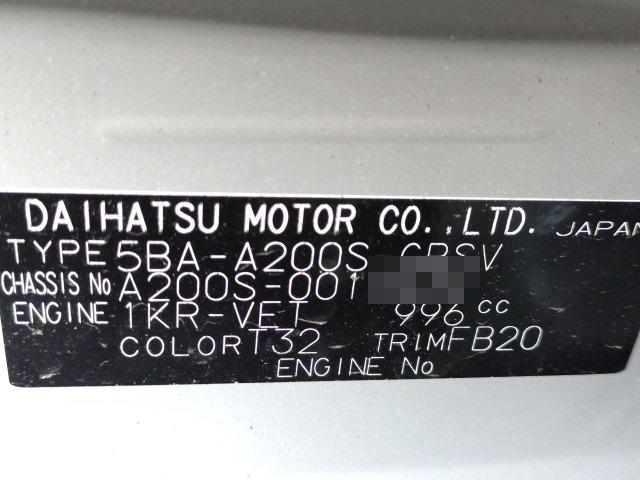 DAIHATSU MOTOR CO.,LTD. JAPAN
TYPE 5BA-A200S
CHASSIS No A200S-001
ENGINE 1KR-VET 996 cc
COLOR T32 TRIM FB20
ENGINE No